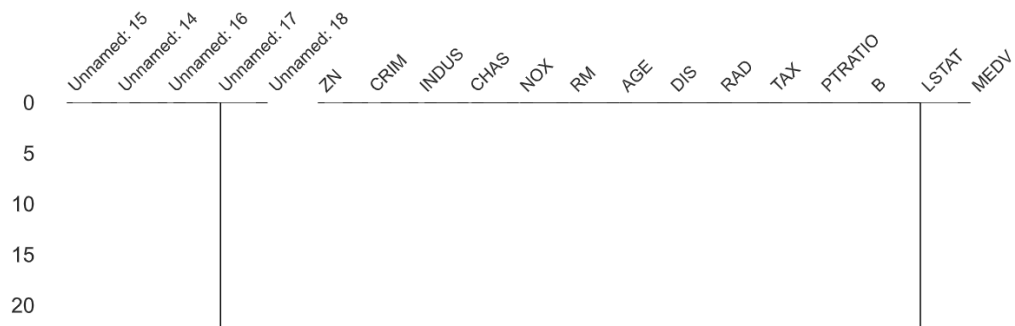 Unnamed: 15
Unnamed: 14
Unnamed: 16
Unnamed: 17
Unnamed: 18
ZN
CRIM
INDUS
CHAS
NOX
RM
AGE
DIS
RAD
TAX
PTRATIO
B
LSTAT
MEDV
0
5
10
15
20